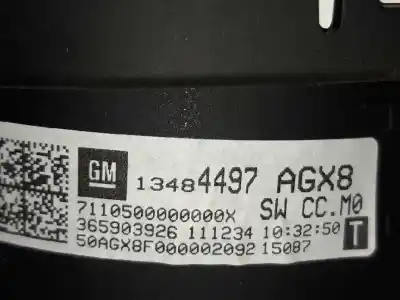 GM 13484497 AGX8
7110500000000X SW CC.M0
365903926 111234 10:32:50 T
50AGX8F000002092 15087